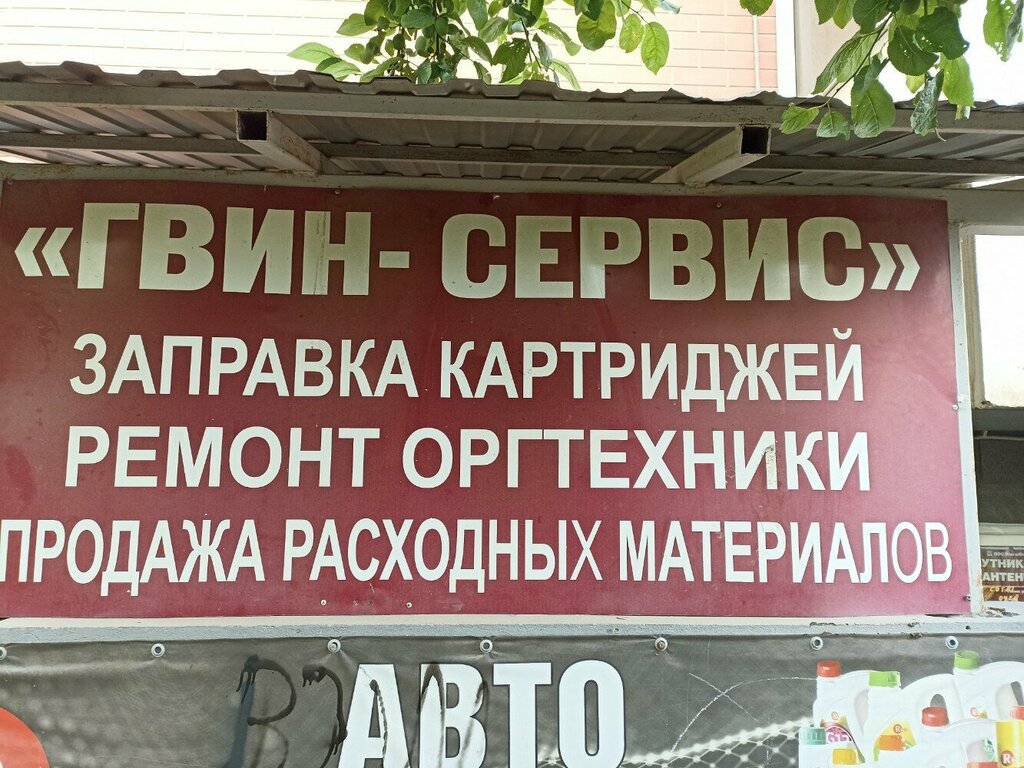 «ГВИН- СЕРВИС»
ЗАПРАВКА КАРТРИДЖЕЙ
РЕМОНТ ОРГТЕХНИКИ
ПРОДАЖА РАСХОДНЫХ МАТЕРИАЛОВ
АВТО